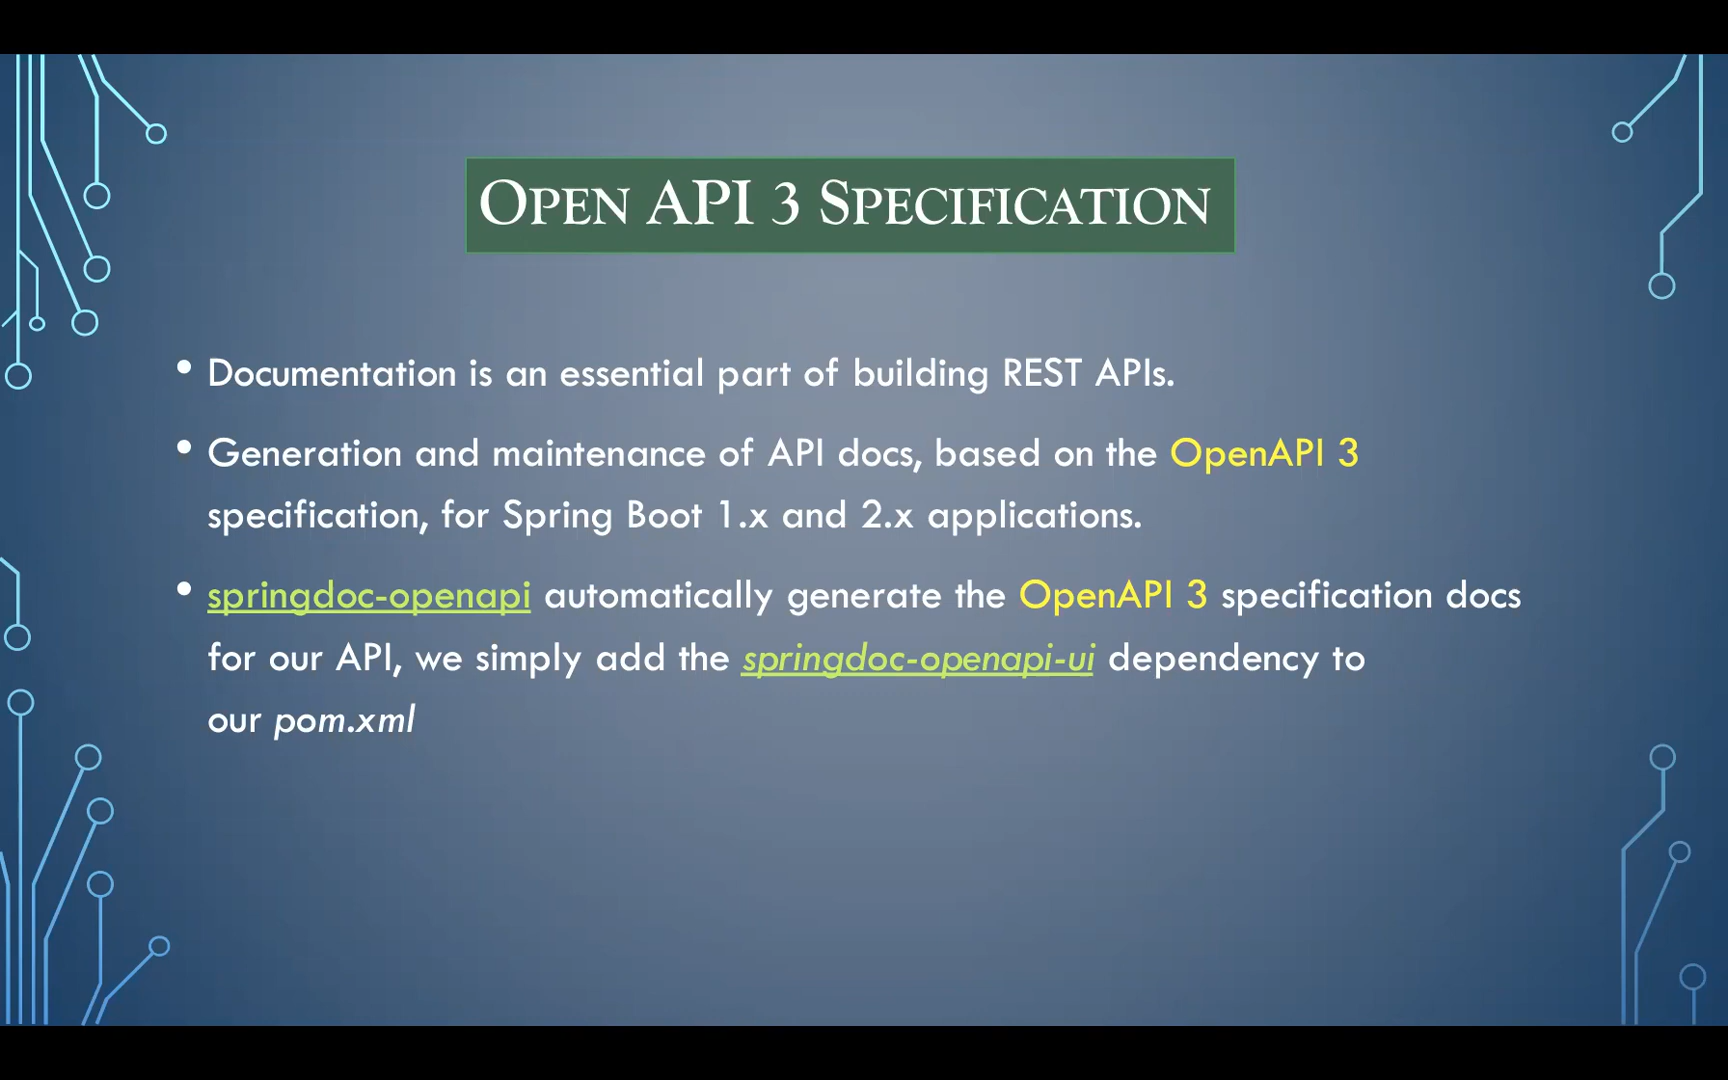 OPEN API 3 SPECIFICATION
• Documentation is an essential part of building REST APIs.
• Generation and maintenance of API docs, based on the OpenAPI 3
specification, for Spring Boot 1.x and 2.x applications.
• springdoc-openapi automatically generate the OpenAPI 3 specification docs
for our API, we simply add the springdoc-openapi-ui dependency to
our pom.xml